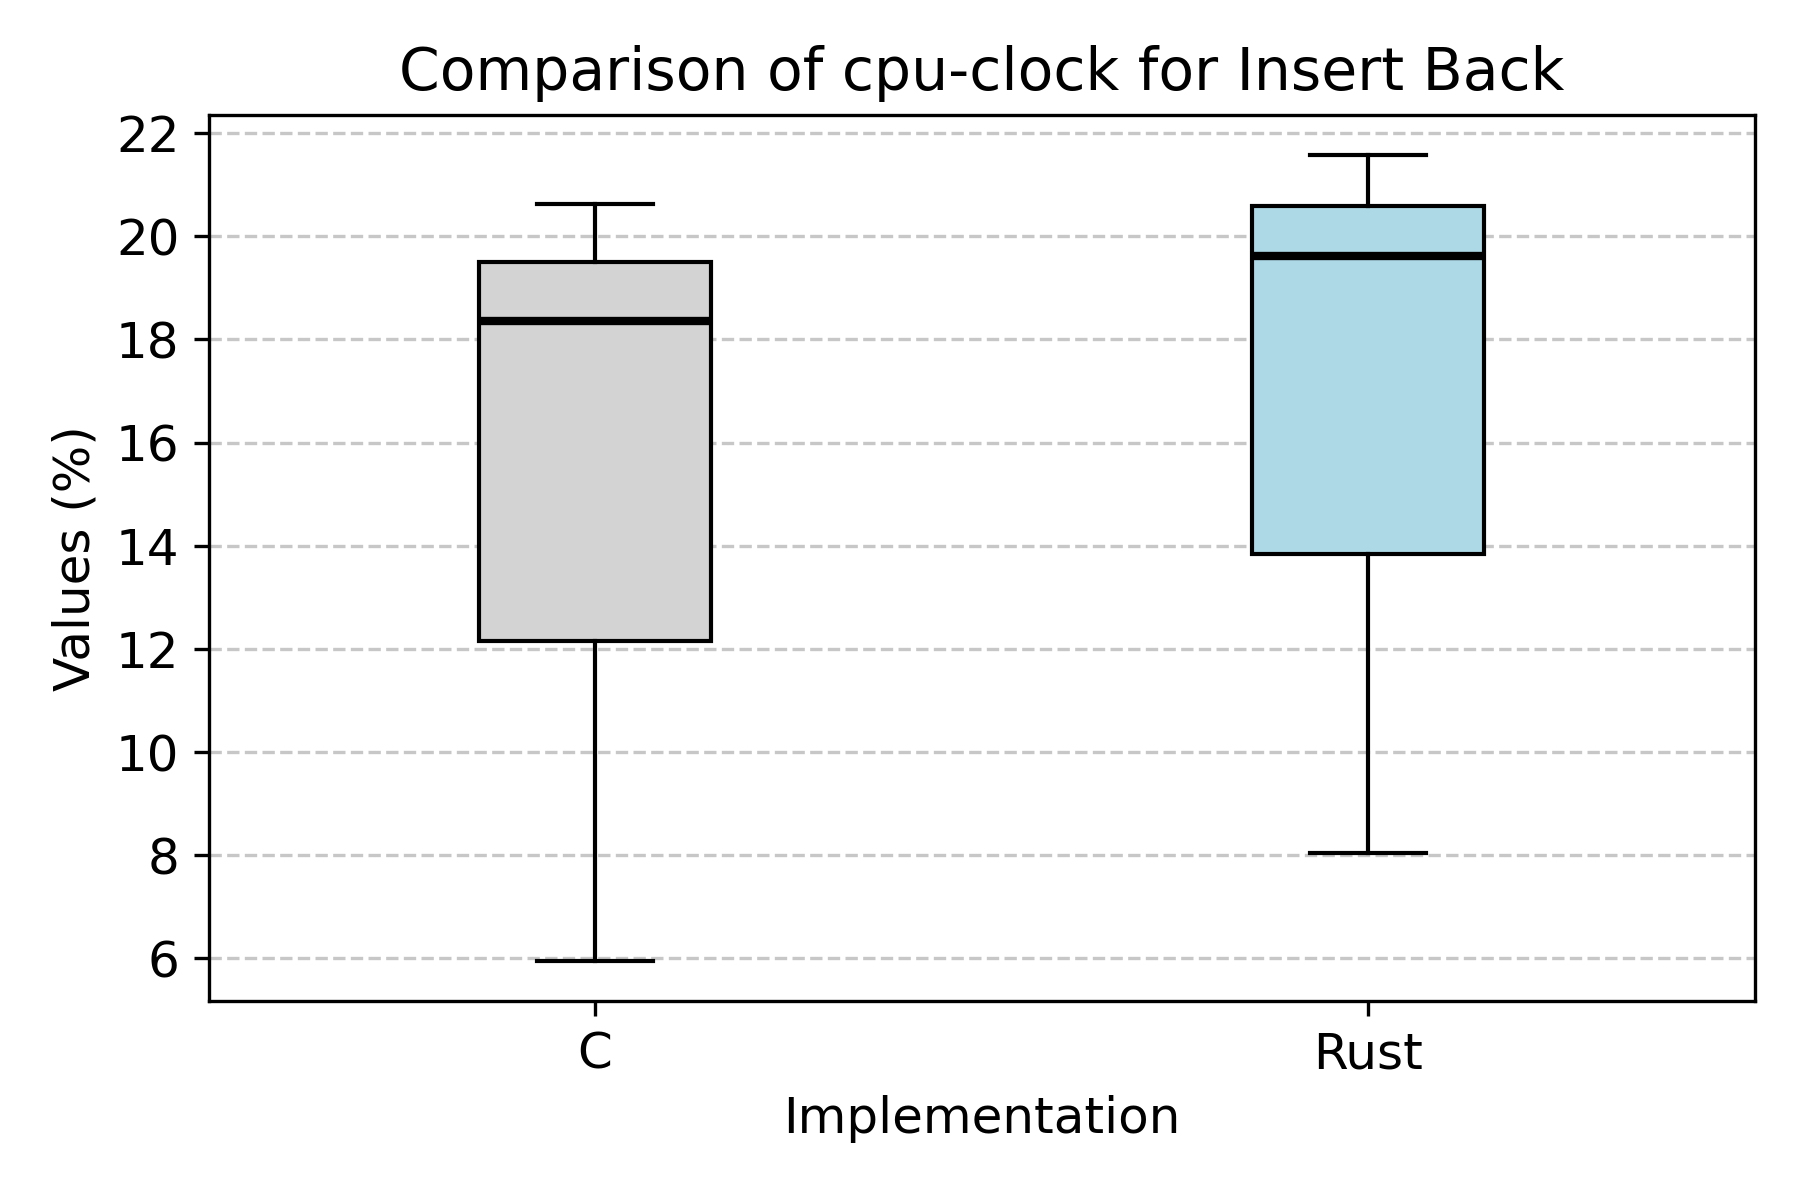 Comparison of cpu-clock for Insert Back
Values (%)
22
20
18
16
14
12
10
8
6
C
Rust
Implementation